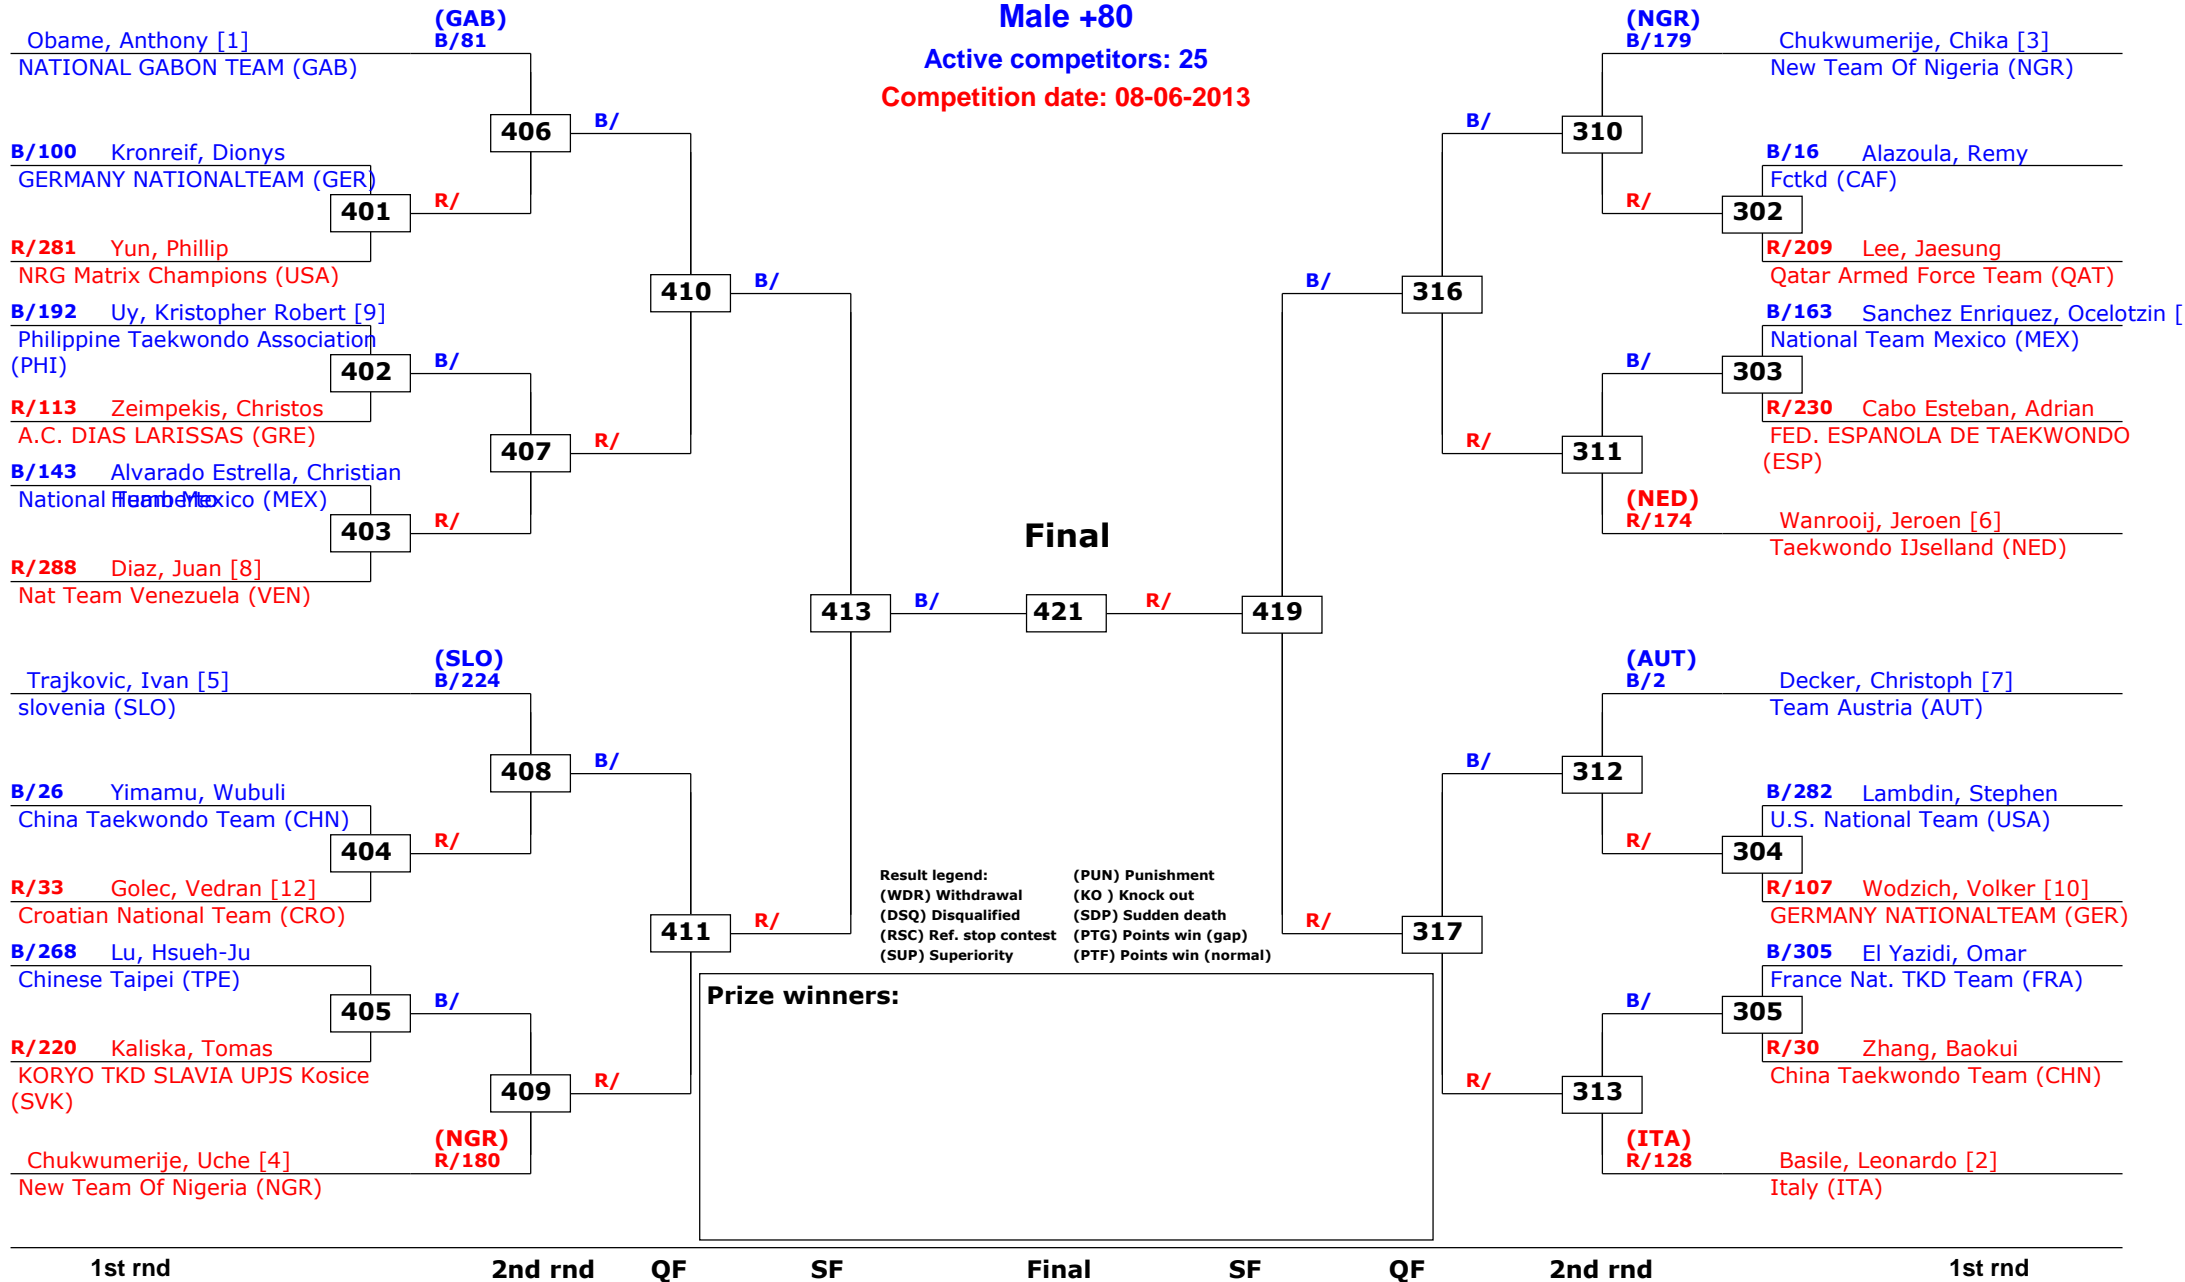 Male +80
Active competitors: 25
Competition date: 08-06-2013
(GAB)
Obame, Anthony [1] B/81
NATIONAL GABON TEAM (GAB)
406 B/
B/100 Kronreif, Dionys
GERMANY NATIONALTEAM (GER)
401 R/
R/281 Yun, Phillip
NRG Matrix Champions (USA)
410 B/
B/192 Uy, Kristopher Robert [9]
Philippine Taekwondo Association
(PHI)
402 B/
R/113 Zeimpekis, Christos
A.C. DIAS LARISSAS (GRE)
407 R/
B/143 Alvarado Estrella, Christian
Humberto
National Team Mexico (MEX)
403 R/
R/288 Diaz, Juan [8]
Nat Team Venezuela (VEN)
413 B/
(SLO)
Trajkovic, Ivan [5] B/224
slovenia (SLO)
408 B/
B/26 Yimamu, Wubuli
China Taekwondo Team (CHN)
404 R/
R/33 Golec, Vedran [12]
Croatian National Team (CRO)
411 R/
B/268 Lu, Hsueh-Ju
Chinese Taipei (TPE)
405 B/
R/220 Kaliska, Tomas
KORYO TKD SLAVIA UPJS Kosice
(SVK)
409 R/
(NGR)
Chukwumerije, Uche [4] R/180
New Team Of Nigeria (NGR)
Final
421
(NGR)
B/179 Chukwumerije, Chika [3]
New Team Of Nigeria (NGR)
B/ 310
B/16 Alazoula, Remy
Fctkd (CAF)
R/ 302
R/209 Lee, Jaesung
Qatar Armed Force Team (QAT)
B/ 316
B/163 Sanchez Enriquez, Ocelotzin [
National Team Mexico (MEX)
B/ 303
R/230 Cabo Esteban, Adrian
FED. ESPANOLA DE TAEKWONDO
(ESP)
R/ 311
(NED)
R/174 Wanrooij, Jeroen [6]
Taekwondo IJselland (NED)
R/ 419
(AUT)
B/2 Decker, Christoph [7]
Team Austria (AUT)
B/ 312
B/282 Lambdin, Stephen
U.S. National Team (USA)
R/ 304
R/107 Wodzich, Volker [10]
GERMANY NATIONALTEAM (GER)
R/ 317
B/305 El Yazidi, Omar
France Nat. TKD Team (FRA)
B/ 305
R/30 Zhang, Baokui
China Taekwondo Team (CHN)
R/ 313
(ITA)
R/128 Basile, Leonardo [2]
Italy (ITA)
Result legend: (PUN) Punishment
(WDR) Withdrawal (KO ) Knock out
(DSQ) Disqualified (SDP) Sudden death
(RSC) Ref. stop contest (PTG) Points win (gap)
(SUP) Superiority (PTF) Points win (normal)
Prize winners:
1st rnd 2nd rnd QF SF Final SF QF 2nd rnd 1st rnd